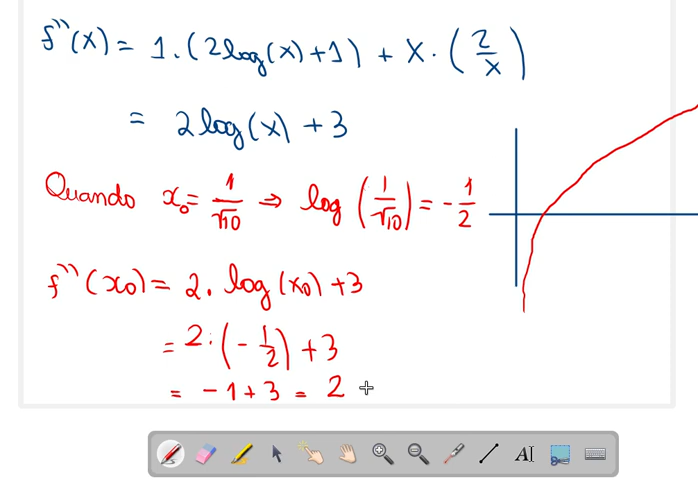 f''(x) = 1.(2log(x)+1) + x.(2/x)
= 2log(x) + 3
Quando x₀ = 1/√10 ⇒ log(1/√10) = -1/2
f''(x₀) = 2. log(x₀) + 3
= 2.(-1/2) + 3
= -1 + 3 = 2
AI